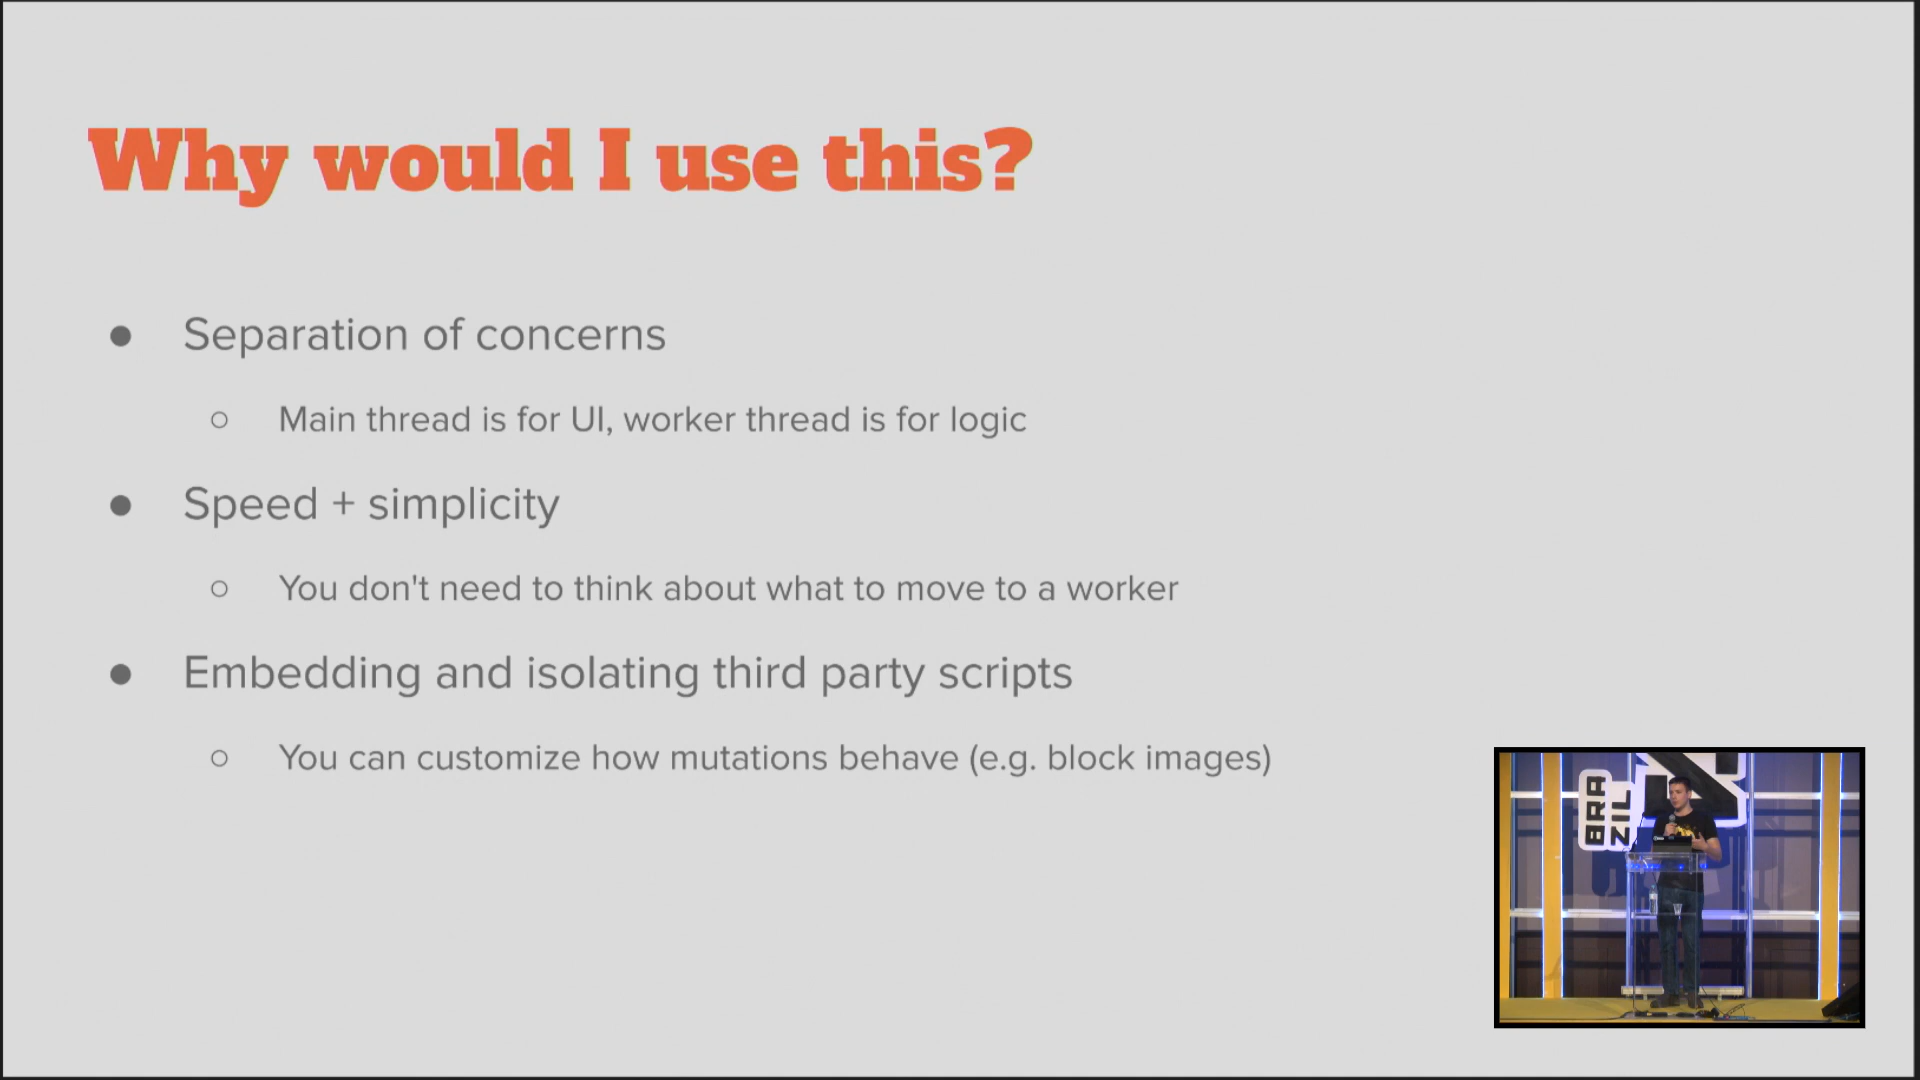 Why would I use this?
● Separation of concerns
○ Main thread is for UI, worker thread is for logic
● Speed + simplicity
○ You don't need to think about what to move to a worker
● Embedding and isolating third party scripts
○ You can customize how mutations behave (e.g. block images)
BRA
ZIL